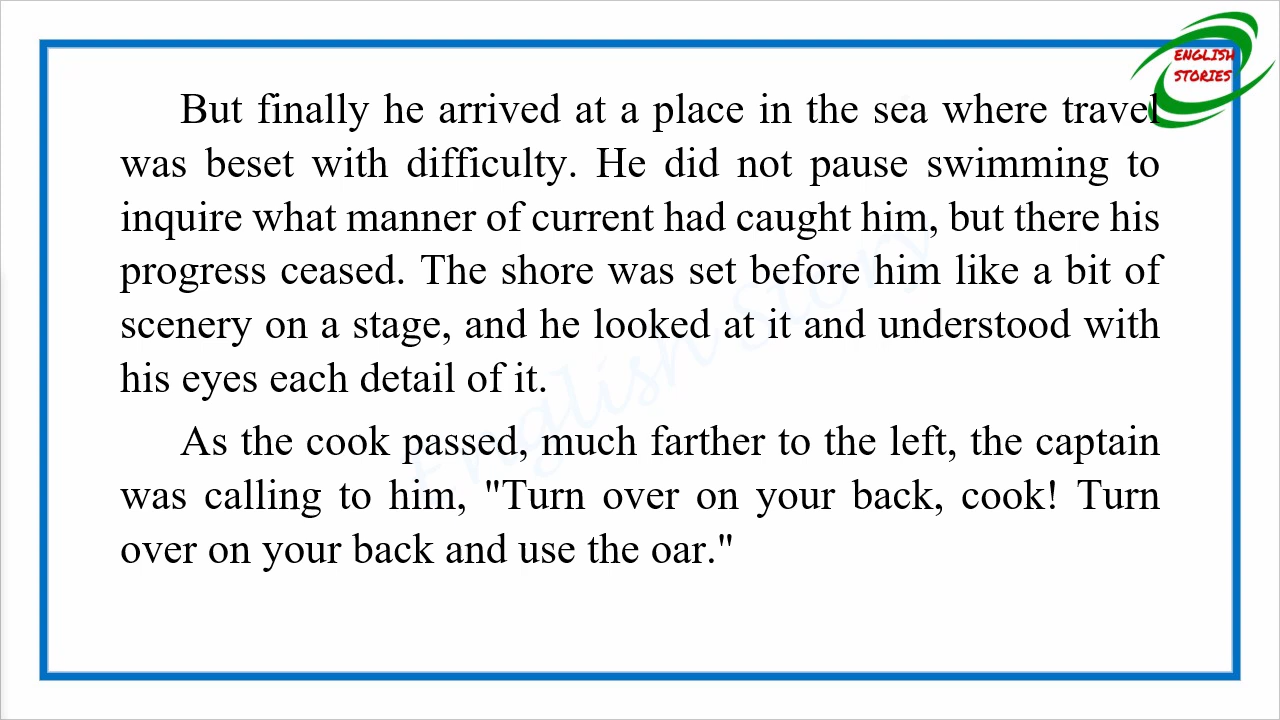 ENGLISH
STORIES
But finally he arrived at a place in the sea where travel
was beset with difficulty. He did not pause swimming to
inquire what manner of current had caught him, but there his
progress ceased. The shore was set before him like a bit of
scenery on a stage, and he looked at it and understood with
his eyes each detail of it.
As the cook passed, much farther to the left, the captain
was calling to him, "Turn over on your back, cook! Turn
over on your back and use the oar."
English Story